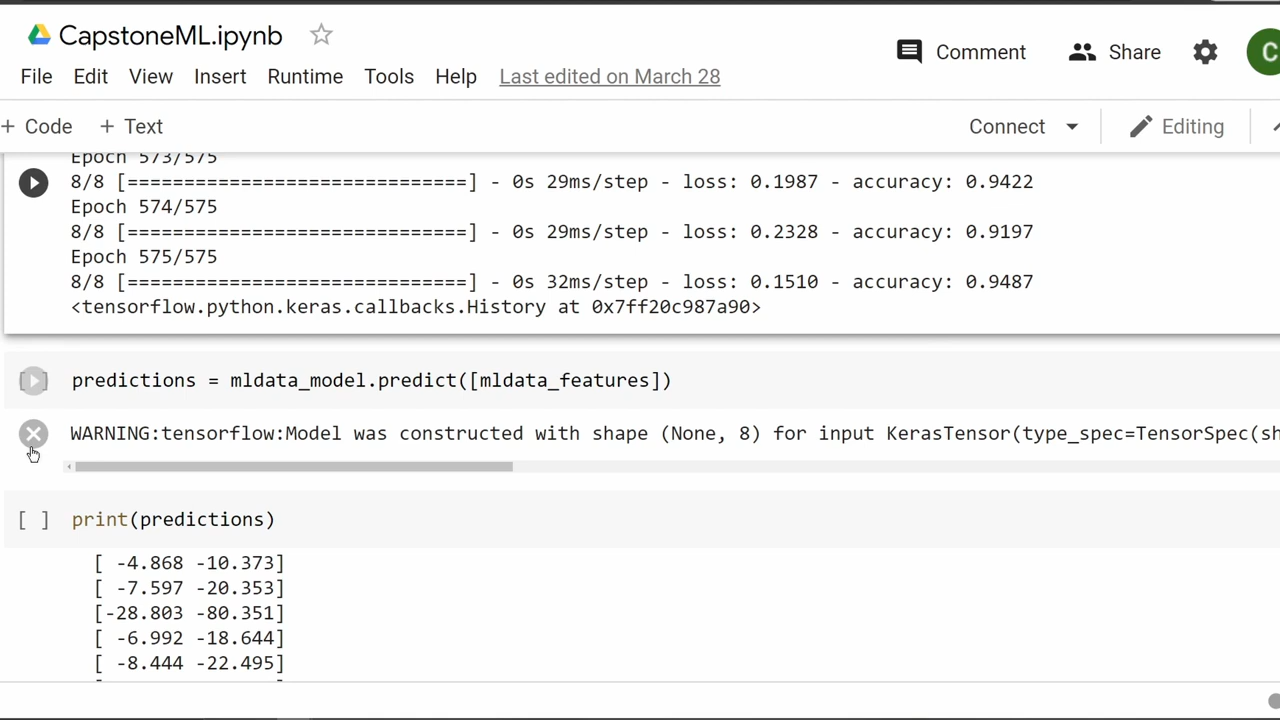 CapstoneML.ipynb
Comment Share C
File Edit View Insert Runtime Tools Help Last edited on March 28
+ Code + Text Connect Editing
Epoch 573/575
8/8 [==============================] - 0s 29ms/step - loss: 0.1987 - accuracy: 0.9422
Epoch 574/575
8/8 [==============================] - 0s 29ms/step - loss: 0.2328 - accuracy: 0.9197
Epoch 575/575
8/8 [==============================] - 0s 32ms/step - loss: 0.1510 - accuracy: 0.9487
<tensorflow.python.keras.callbacks.History at 0x7ff20c987a90>
[ ] predictions = mldata_model.predict([mldata_features])
WARNING:tensorflow:Model was constructed with shape (None, 8) for input KerasTensor(type_spec=TensorSpec(sh
[ ] print(predictions)
[ -4.868 -10.373]
[ -7.597 -20.353]
[-28.803 -80.351]
[ -6.992 -18.644]
[ -8.444 -22.495]